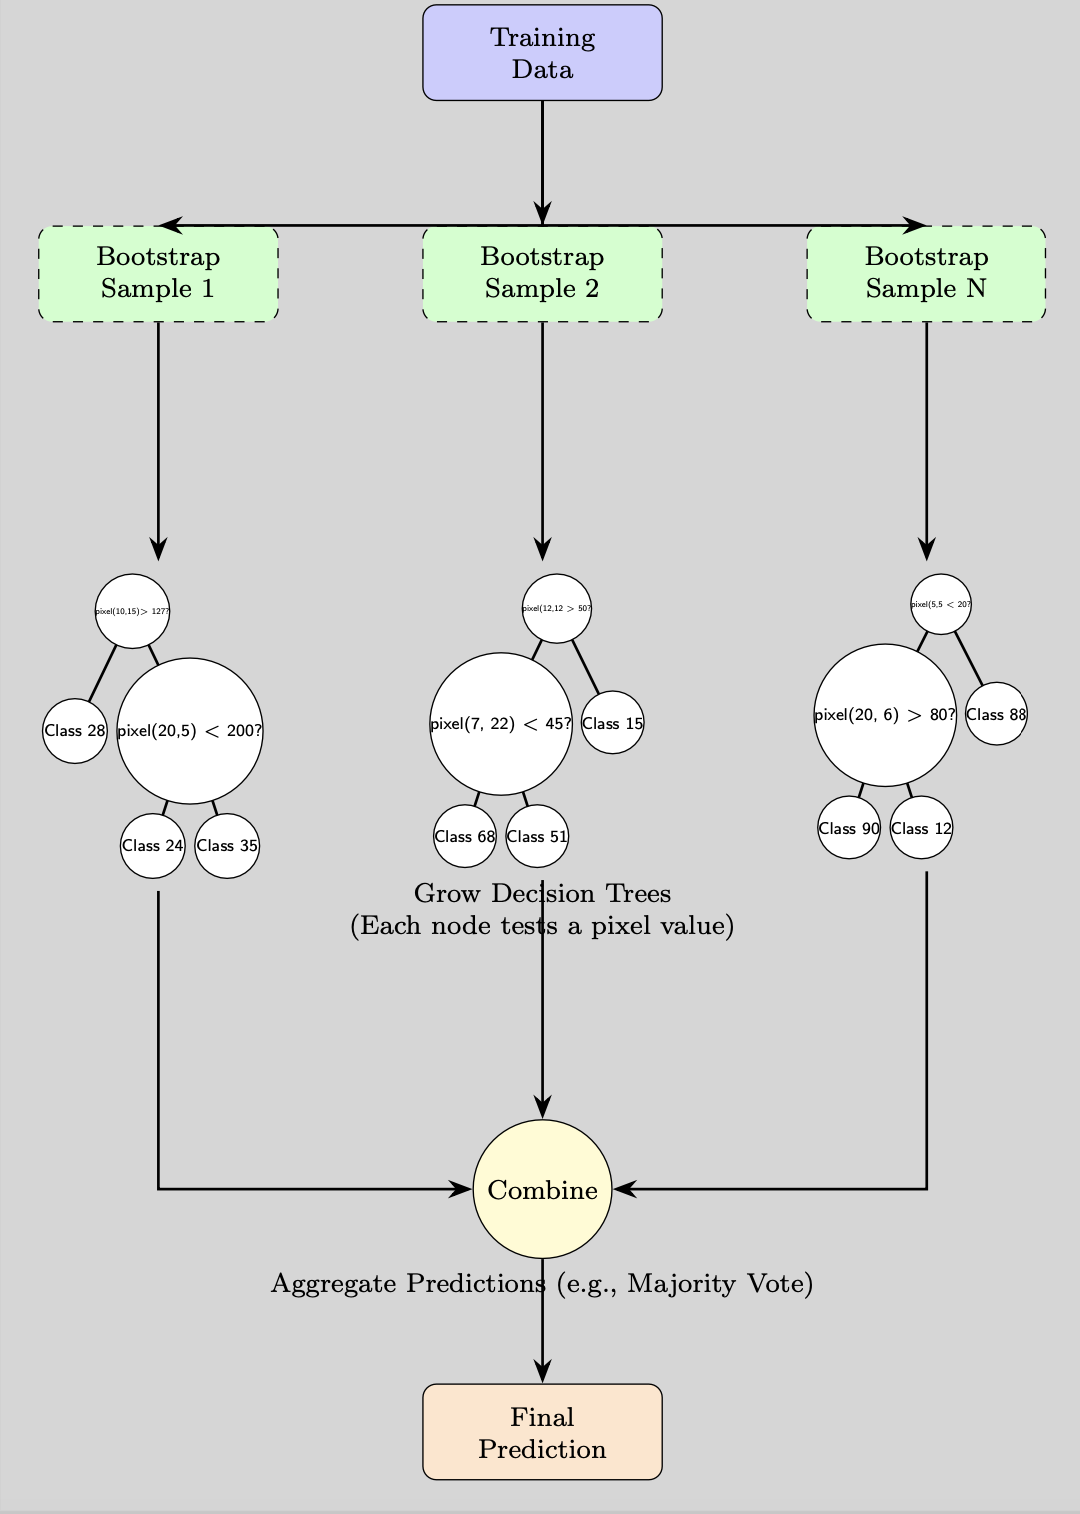 Training
Data
Bootstrap
Sample 1
Bootstrap
Sample 2
Bootstrap
Sample N
pixel(10,15)> 127?
Class 28
pixel(20,5) < 200?
Class 24
Class 35
pixel(12,12 > 50?
pixel(7, 22) < 45?
Class 15
Class 68
Class 51
pixel(5,5 < 20?
pixel(20, 6) > 80?
Class 88
Class 90
Class 12
Grow Decision Trees
(Each node tests a pixel value)
Combine
Aggregate Predictions (e.g., Majority Vote)
Final
Prediction